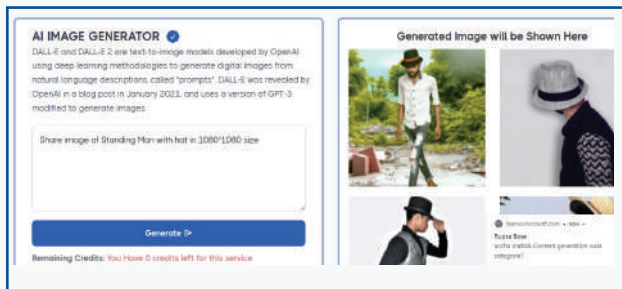 AI IMAGE GENERATOR
DALL-E and DALL-E 2 are text-to-image models developed by OpenAI
using deep learning methodologies to generate digital images from
natural language descriptions, called "prompts". DALL-E was revealed by
OpenAI in a blog post in January 2021, and uses a version of GPT-3
modified to generate images.
Share image of Standing Man with hat in 1080*1080 size
Generate
Remaining Credits: You Have 0 credits left for this service
Generated Image will be Shown Here
Content generation wala